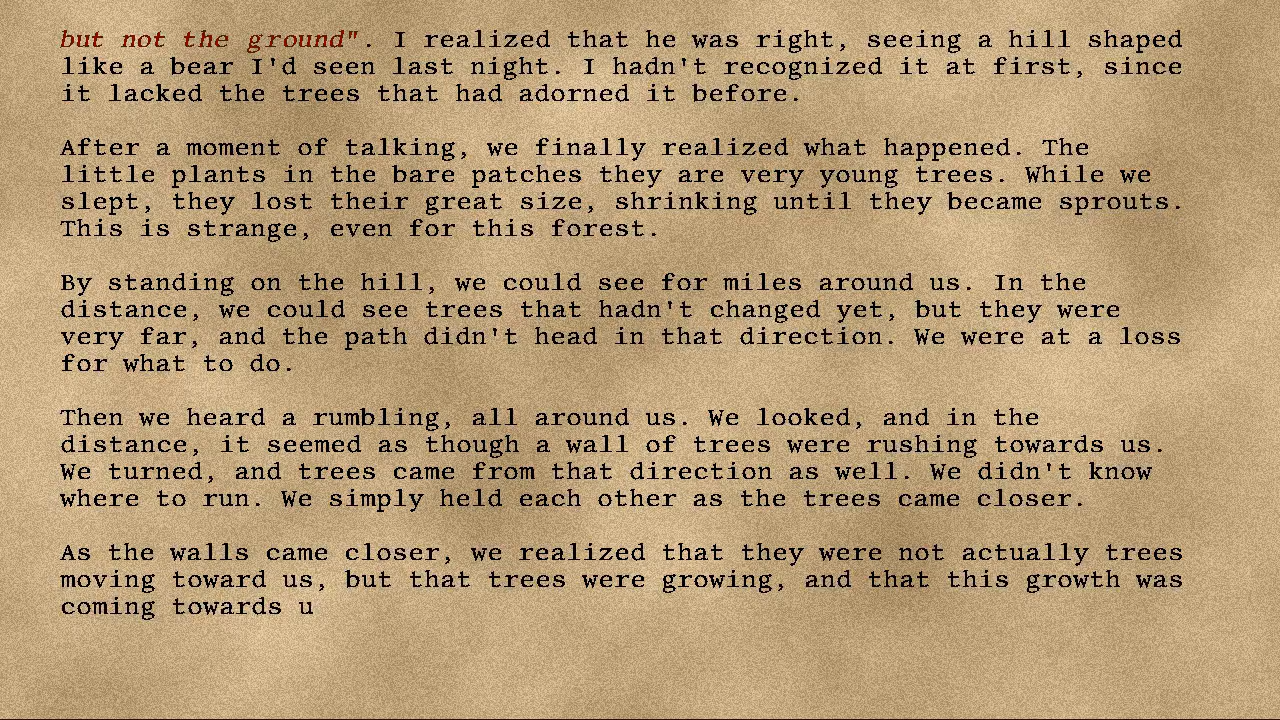 but not the ground". I realized that he was right, seeing a hill shaped
like a bear I'd seen last night. I hadn't recognized it at first, since
it lacked the trees that had adorned it before.
After a moment of talking, we finally realized what happened. The
little plants in the bare patches they are very young trees. While we
slept, they lost their great size, shrinking until they became sprouts.
This is strange, even for this forest.
By standing on the hill, we could see for miles around us. In the
distance, we could see trees that hadn't changed yet, but they were
very far, and the path didn't head in that direction. We were at a loss
for what to do.
Then we heard a rumbling, all around us. We looked, and in the
distance, it seemed as though a wall of trees were rushing towards us.
We turned, and trees came from that direction as well. We didn't know
where to run. We simply held each other as the trees came closer.
As the walls came closer, we realized that they were not actually trees
moving toward us, but that trees were growing, and that this growth was
coming towards u